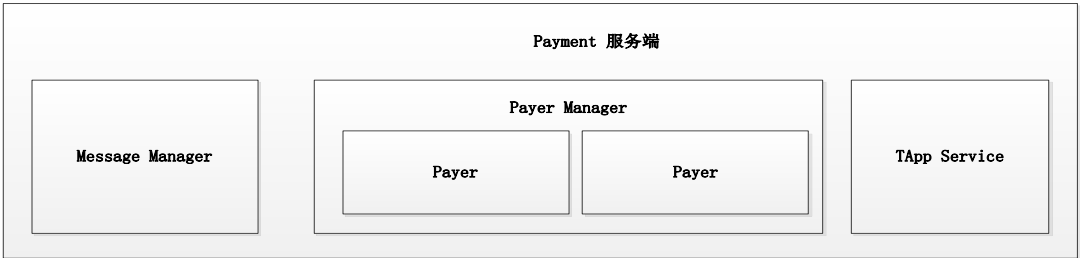 Payment 服务端
Payer Manager
Message Manager
Payer
Payer
TApp Service